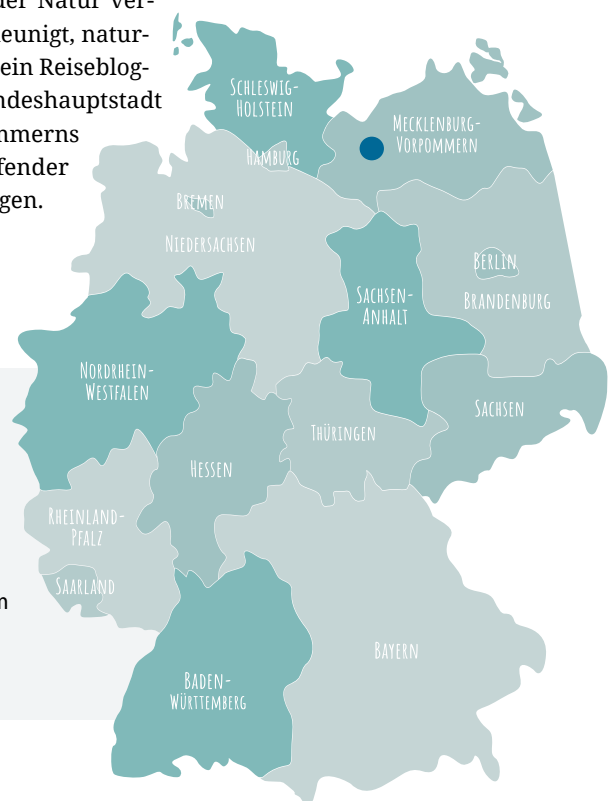 der Natur ver-
eunigt, natur-
ein Reiseblog-
ndeshauptstadt
mmerns
fender
gen.
SCHLESWIG-
HOLSTEIN
MECKLENBURG-
VORPOMMERN
HAMBURG
BREMEN
NIEDERSACHSEN
BERLIN
BRANDENBURG
SACHSEN-
ANHALT
NORDRHEIN-
WESTFALEN
SACHSEN
THÜRINGEN
HESSEN
RHEINLAND-
PFALZ
SAARLAND
BAYERN
BADEN-
WÜRTTEMBERG